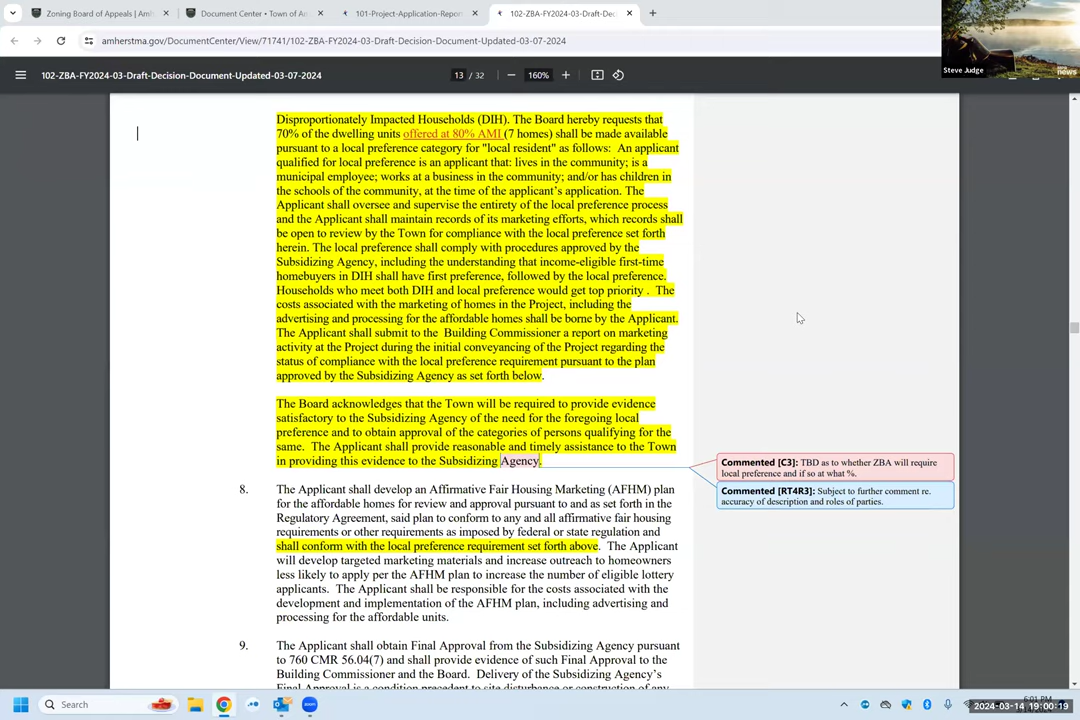 Zoning Board of Appeals | Amh
Document Center • Town of Am
101-Project-Application-Report
102-ZBA-FY2024-03-Draft-Dec
amherstma.gov/DocumentCenter/View/71741/102-ZBA-FY2024-03-Draft-Decision-Document-Updated-03-07-2024
Steve Judge
news
102-ZBA-FY2024-03-Draft-Decision-Document-Updated-03-07-2024
13 / 32
160%
Disproportionately Impacted Households (DIH). The Board hereby requests that
70% of the dwelling units offered at 80% AMI (7 homes) shall be made available
pursuant to a local preference category for "local resident" as follows: An applicant
qualified for local preference is an applicant that: lives in the community; is a
municipal employee; works at a business in the community; and/or has children in
the schools of the community, at the time of the applicant's application. The
Applicant shall oversee and supervise the entirety of the local preference process
and the Applicant shall maintain records of its marketing efforts, which records shall
be open to review by the Town for compliance with the local preference set forth
herein. The local preference shall comply with procedures approved by the
Subsidizing Agency, including the understanding that income-eligible first-time
homebuyers in DIH shall have first preference, followed by the local preference.
Households who meet both DIH and local preference would get top priority . The
costs associated with the marketing of homes in the Project, including the
advertising and processing for the affordable homes shall be borne by the Applicant.
The Applicant shall submit to the Building Commissioner a report on marketing
activity at the Project during the initial conveyancing of the Project regarding the
status of compliance with the local preference requirement pursuant to the plan
approved by the Subsidizing Agency as set forth below.
The Board acknowledges that the Town will be required to provide evidence
satisfactory to the Subsidizing Agency of the need for the foregoing local
preference and to obtain approval of the categories of persons qualifying for the
same. The Applicant shall provide reasonable and timely assistance to the Town
in providing this evidence to the Subsidizing Agency.
Commented [C3]: TBD as to whether ZBA will require
local preference and if so at what %.
Commented [RT4R3]: Subject to further comment re.
accuracy of description and roles of parties.
8. The Applicant shall develop an Affirmative Fair Housing Marketing (AFHM) plan
for the affordable homes for review and approval pursuant to and as set forth in the
Regulatory Agreement, said plan to conform to any and all affirmative fair housing
requirements or other requirements as imposed by federal or state regulation and
shall conform with the local preference requirement set forth above. The Applicant
will develop targeted marketing materials and increase outreach to homeowners
less likely to apply per the AFHM plan to increase the number of eligible lottery
applicants. The Applicant shall be responsible for the costs associated with the
development and implementation of the AFHM plan, including advertising and
processing for the affordable units.
9. The Applicant shall obtain Final Approval from the Subsidizing Agency pursuant
to 760 CMR 56.04(7) and shall provide evidence of such Final Approval to the
Building Commissioner and the Board. Delivery of the Subsidizing Agency's
Final Approval is a condition precedent to site disturbance or construction of any
Search
2024-03-14 19:00:19